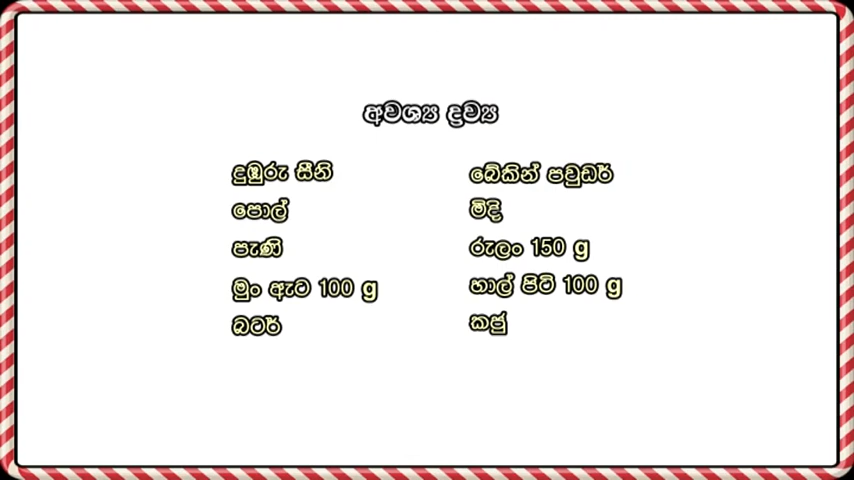 අවශ්‍ය ද්‍රව්‍ය
දුඹුරු සීනි
පොල්
පැණි
මුං ඇට 100 g
බටර්
බේකින් පවුඩර්
මිදි
රුලං 150 g
හාල් පිටි 100 g
කජු